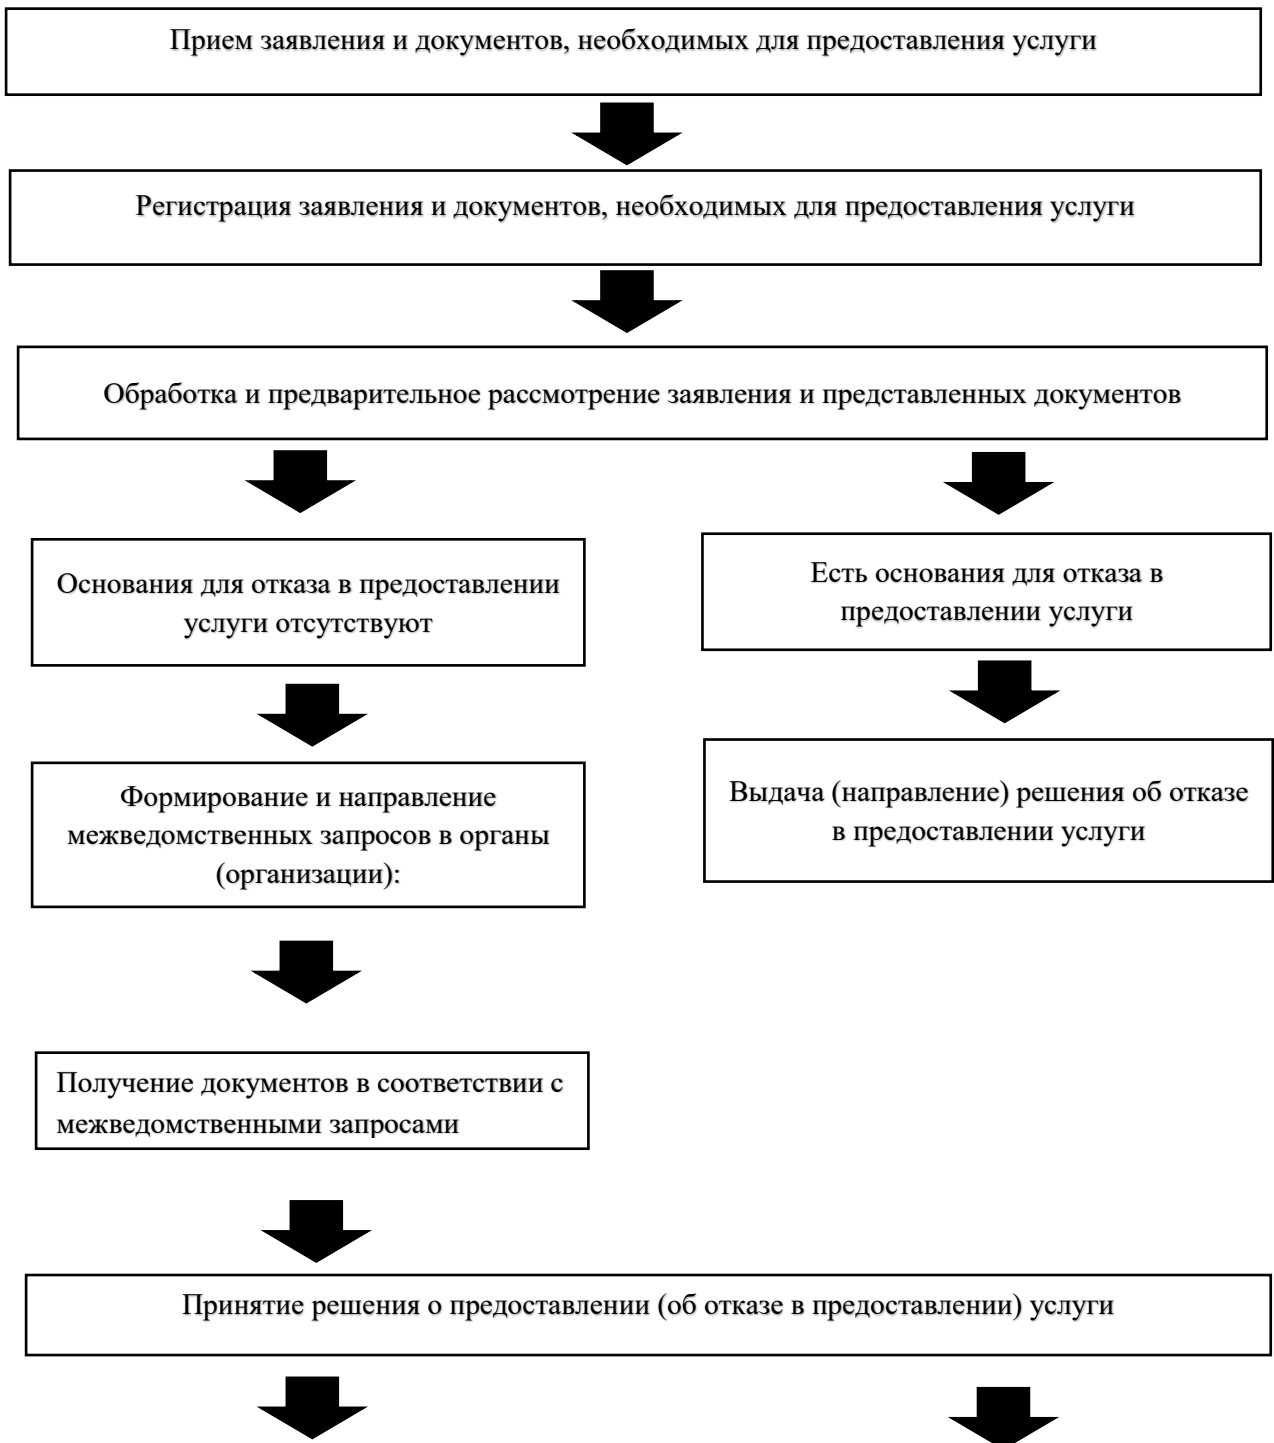 Прием заявления и документов, необходимых для предоставления услуги
Регистрация заявления и документов, необходимых для предоставления услуги
Обработка и предварительное рассмотрение заявления и представленных документов
Основания для отказа в предоставлении
услуги отсутствуют
Есть основания для отказа в
предоставлении услуги
Формирование и направление
межведомственных запросов в органы
(организации):
Выдача (направление) решения об отказе
в предоставлении услуги
Получение документов в соответствии с
межведомственными запросами
Принятие решения о предоставлении (об отказе в предоставлении) услуги